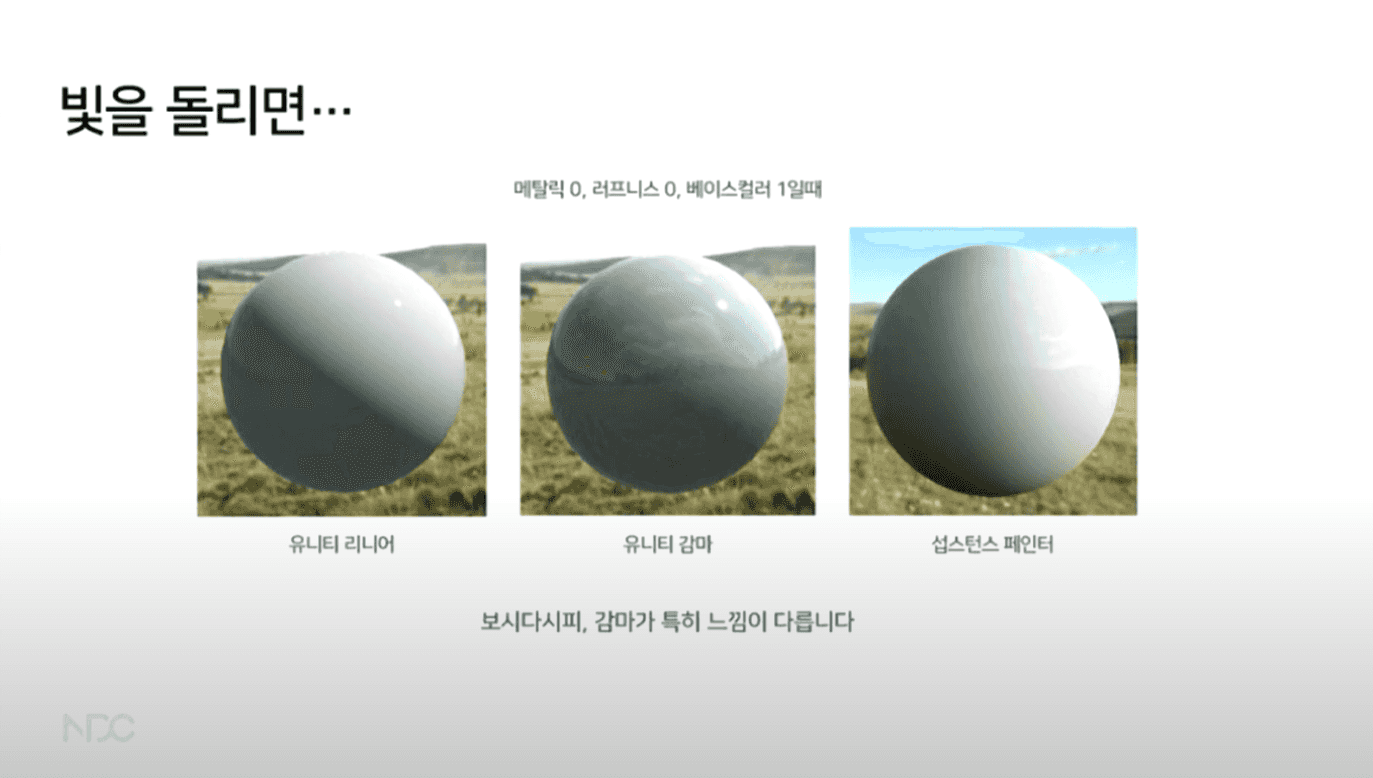 빛을 돌리면…
메탈릭 0, 러프니스 0, 베이스컬러 1일때
유니티 리니어
유니티 감마
섭스턴스 페인터
보시다시피, 감마가 특히 느낌이 다릅니다
NDC